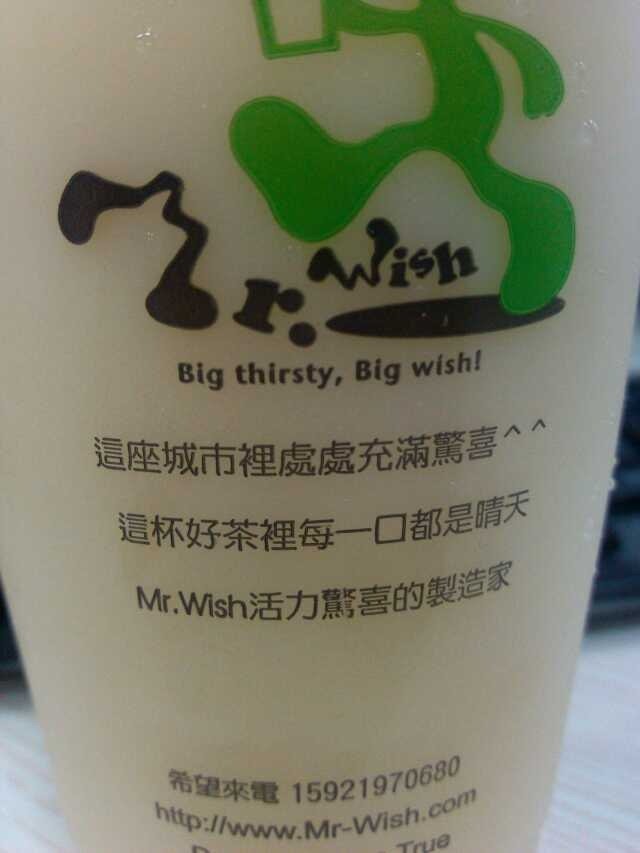 Mr. Wish
Big thirsty, Big wish!
這座城市裡處處充滿驚喜^^
這杯好茶裡每一口都是晴天
Mr.Wish活力驚喜的製造家
希望來電 15921970680
http://www.Mr-Wish.com
True